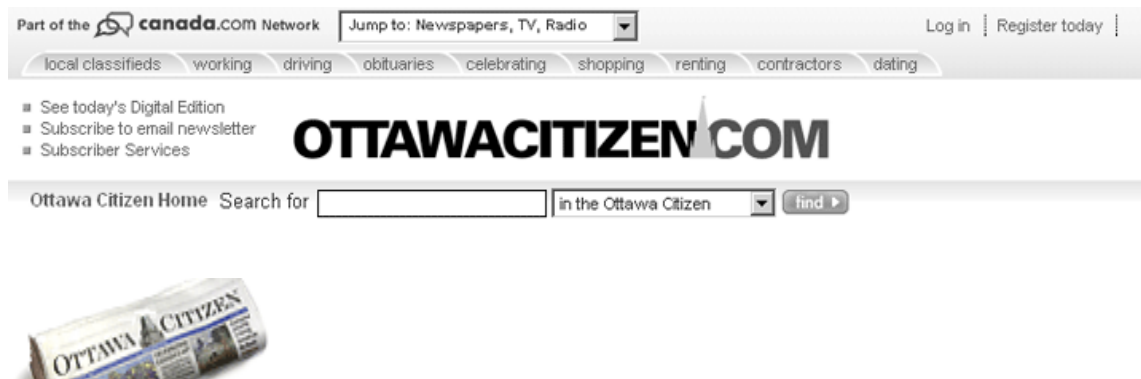 Part of the canada.com Network Jump to: Newspapers, TV, Radio Log in Register today
local classifieds working driving obituaries celebrating shopping renting contractors dating
See today's Digital Edition
Subscribe to email newsletter
Subscriber Services
OTTAWACITIZEN.COM
Ottawa Citizen Home Search for in the Ottawa Citizen find
OTTAWA CITIZEN